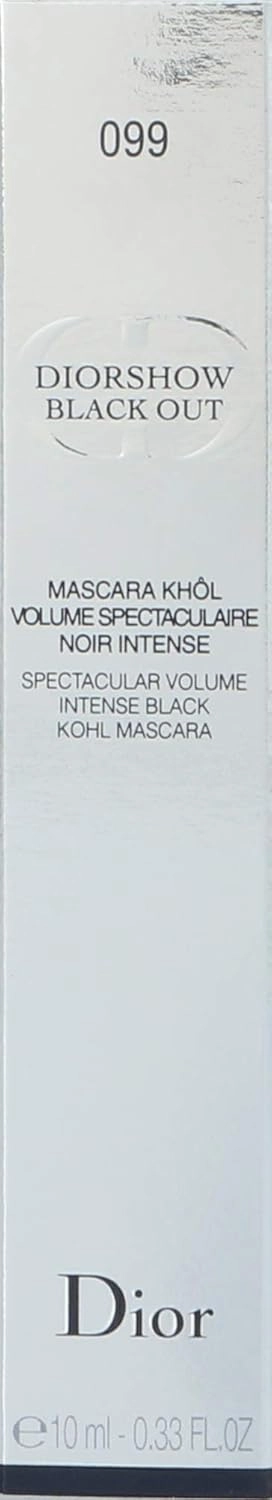 099
DIORSHOW
BLACK OUT
MASCARA KHÔL
VOLUME SPECTACULAIRE
NOIR INTENSE
SPECTACULAR VOLUME
INTENSE BLACK
KOHL MASCARA
Dior
℮10 ml - 0.33 FL.OZ